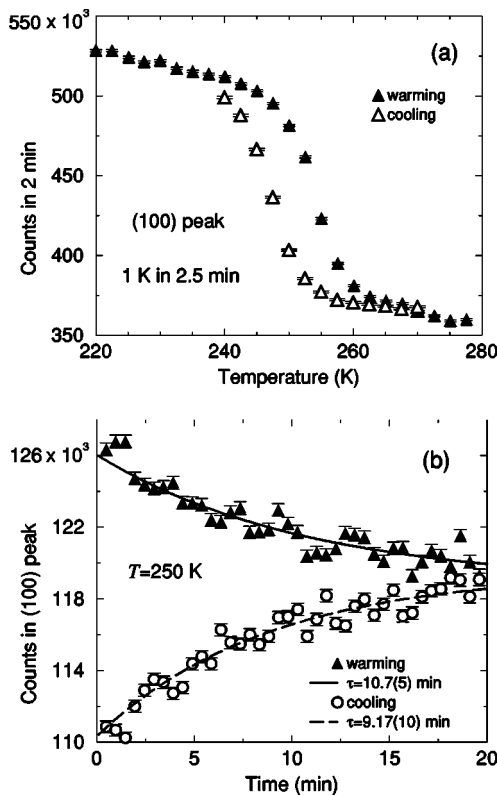 550 x 10³
(a)
500
450
400
350
Counts in 2 min
warming
cooling
(100) peak
1 K in 2.5 min
220 240 260 280
Temperature (K)
126 x 10³
(b)
122
118
114
110
Counts in (100) peak
T=250 K
warming
τ=10.7(5) min
cooling
τ=9.17(10) min
0 5 10 15 20
Time (min)